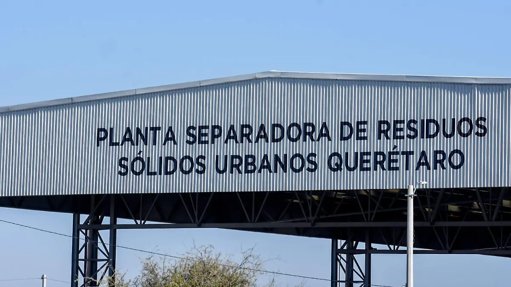 PLANTA SEPARADORA DE RESIDUOS
SÓLIDOS URBANOS QUERÉTARO